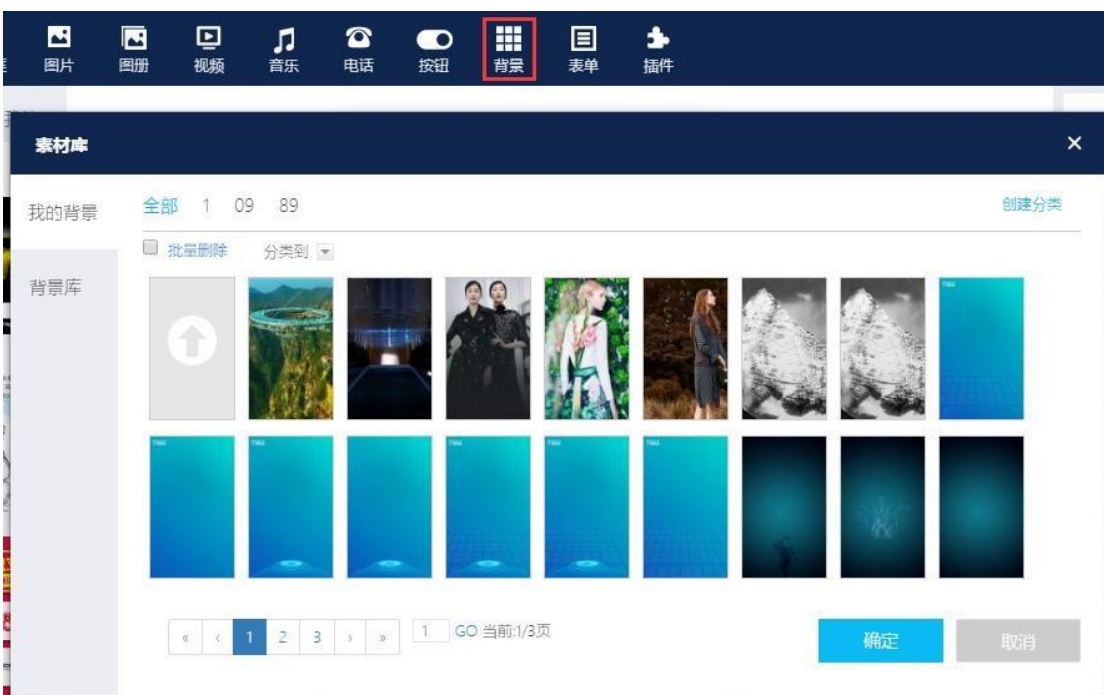 图片 图册 视频 音乐 电话 按钮 背景 表单 插件
素材库 ×
我的背景 全部 1 09 89 创建分类
批量删除 分类到
背景库
« ‹ 1 2 3 › » 1 GO 当前:1/3页 确定 取消